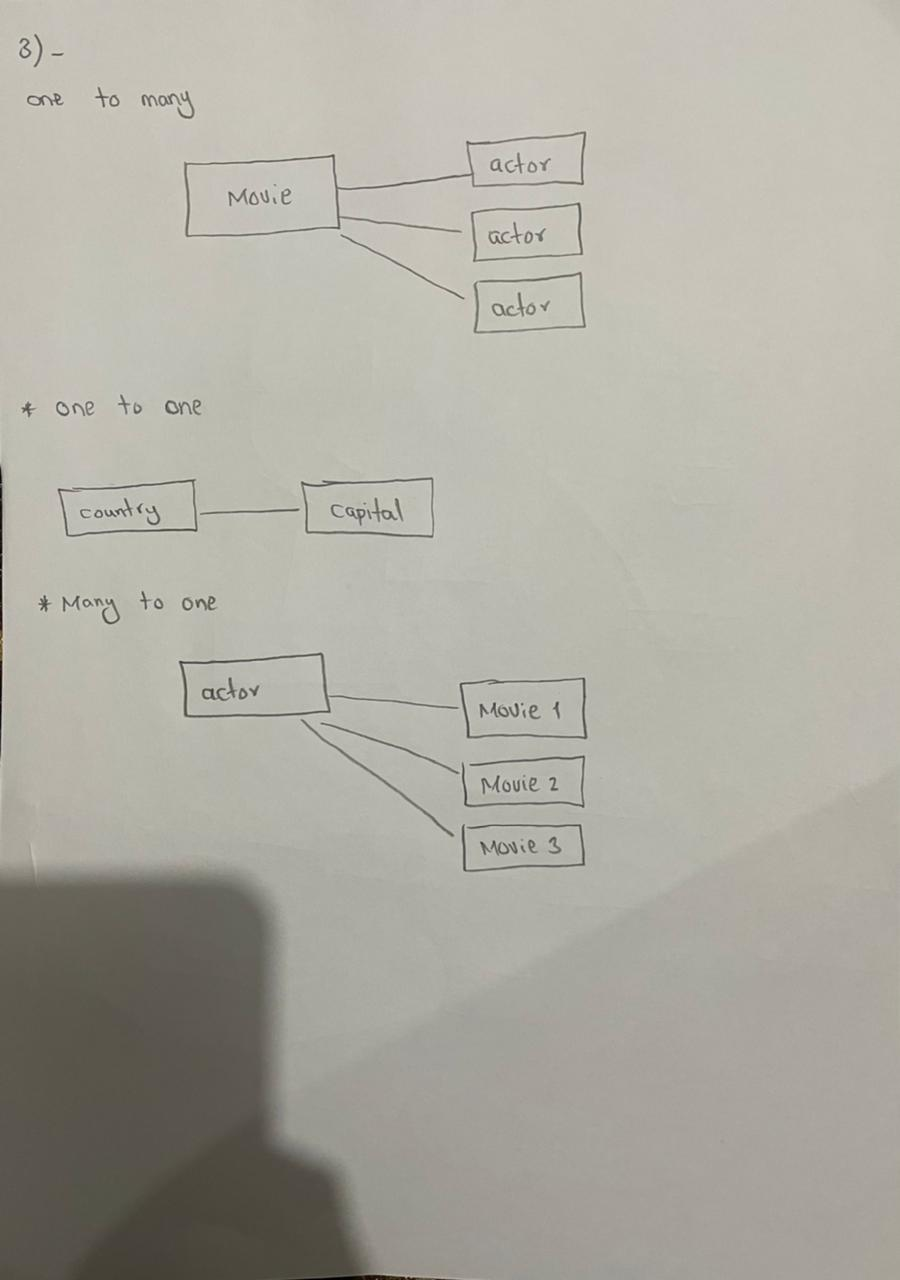 3)-
one to many
Movie
actor
actor
actor
* one to one
country
capital
* Many to one
actor
Movie 1
Movie 2
Movie 3